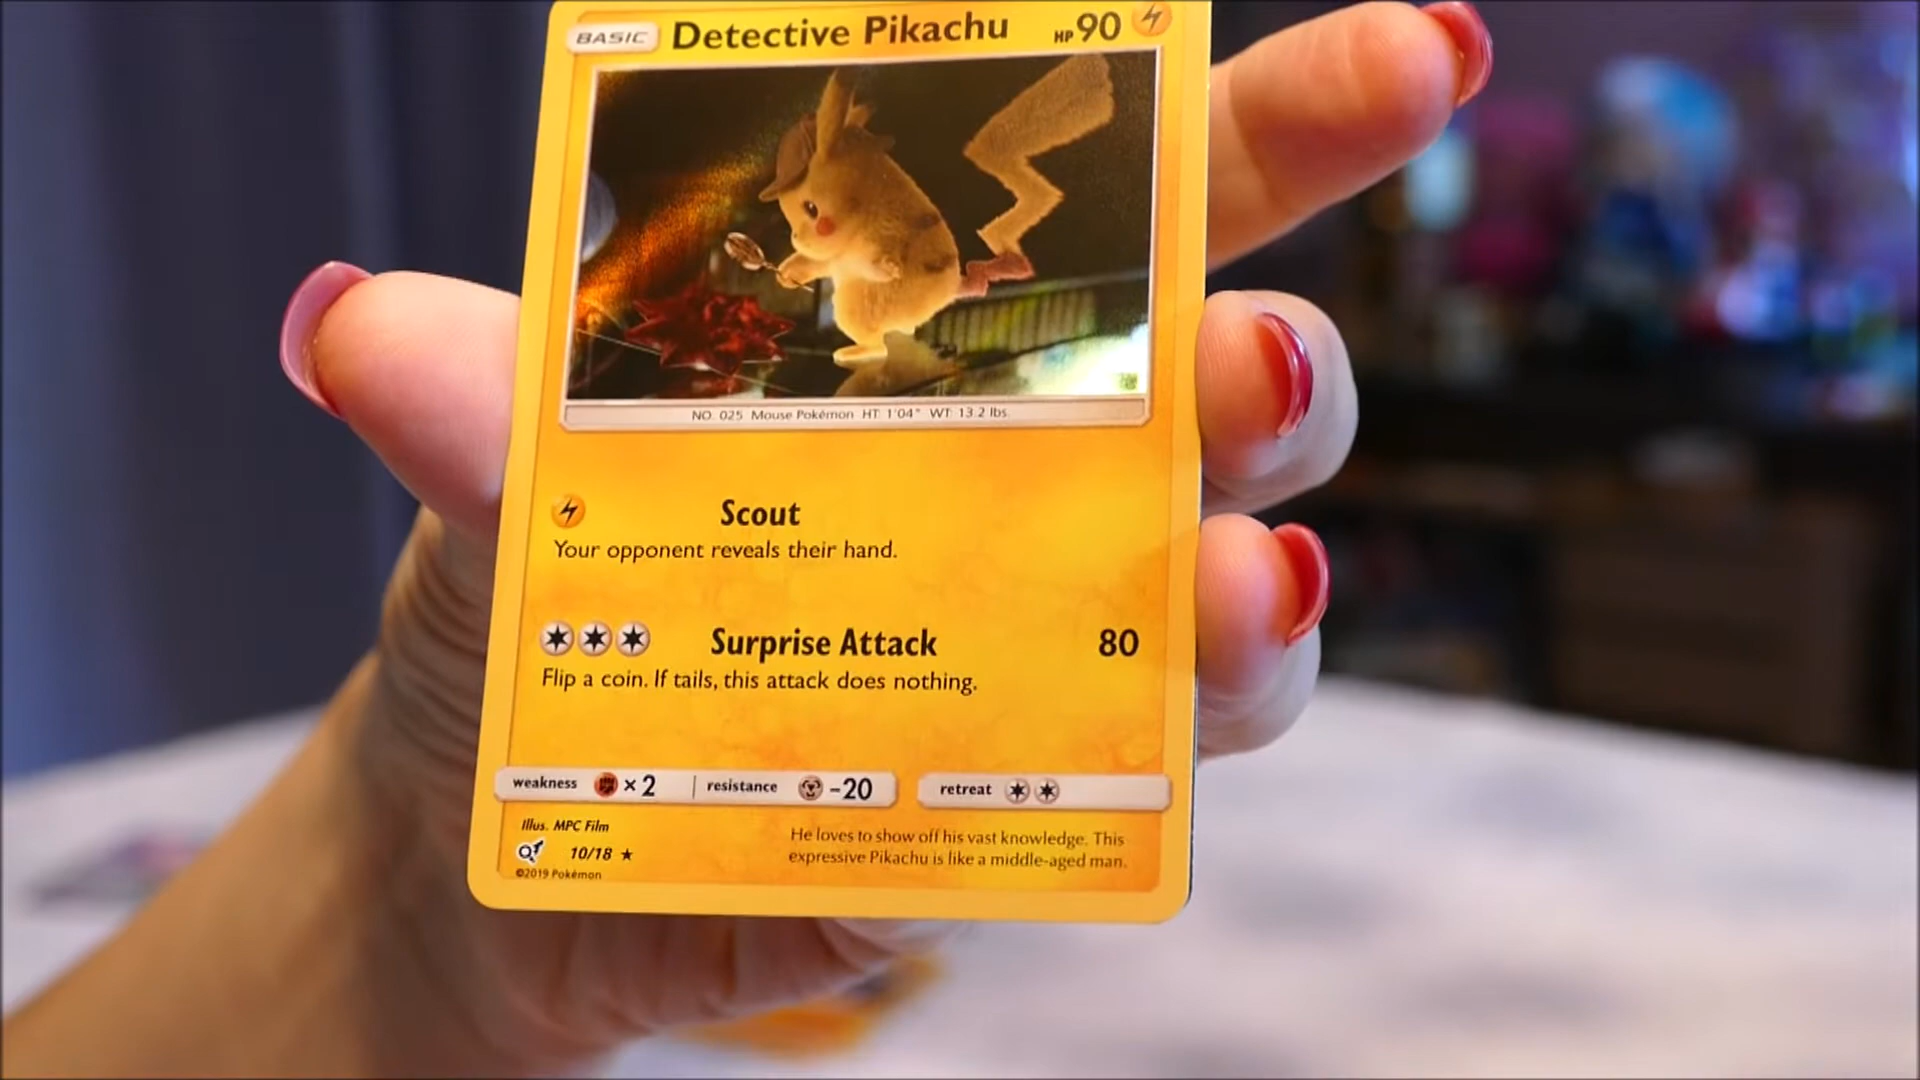 BASIC Detective Pikachu HP 90
NO. 025 Mouse Pokémon HT: 1'04" WT: 13.2 lbs.
Scout
Your opponent reveals their hand.
Surprise Attack 80
Flip a coin. If tails, this attack does nothing.
weakness ×2 resistance -20 retreat
Illus. MPC Film
10/18 ★
©2019 Pokémon
He loves to show off his vast knowledge. This
expressive Pikachu is like a middle-aged man.